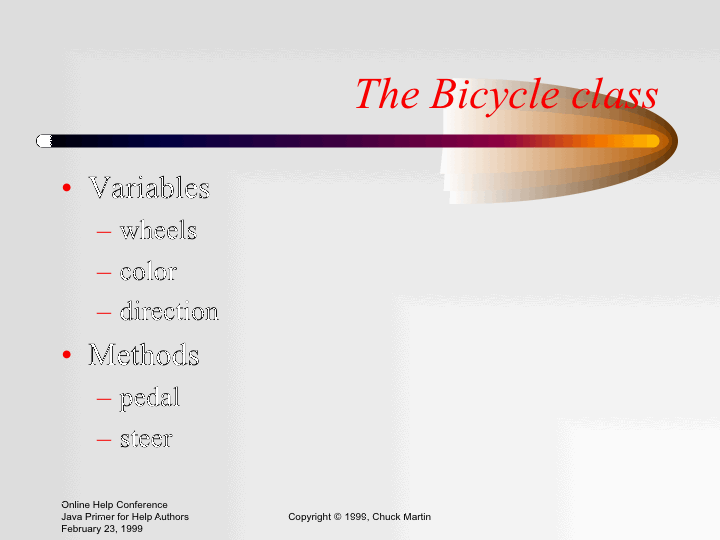 The Bicycle class
• Variables
– wheels
– color
– direction
• Methods
– pedal
– steer
Online Help Conference
Java Primer for Help Authors
February 23, 1999
Copyright © 1999, Chuck Martin